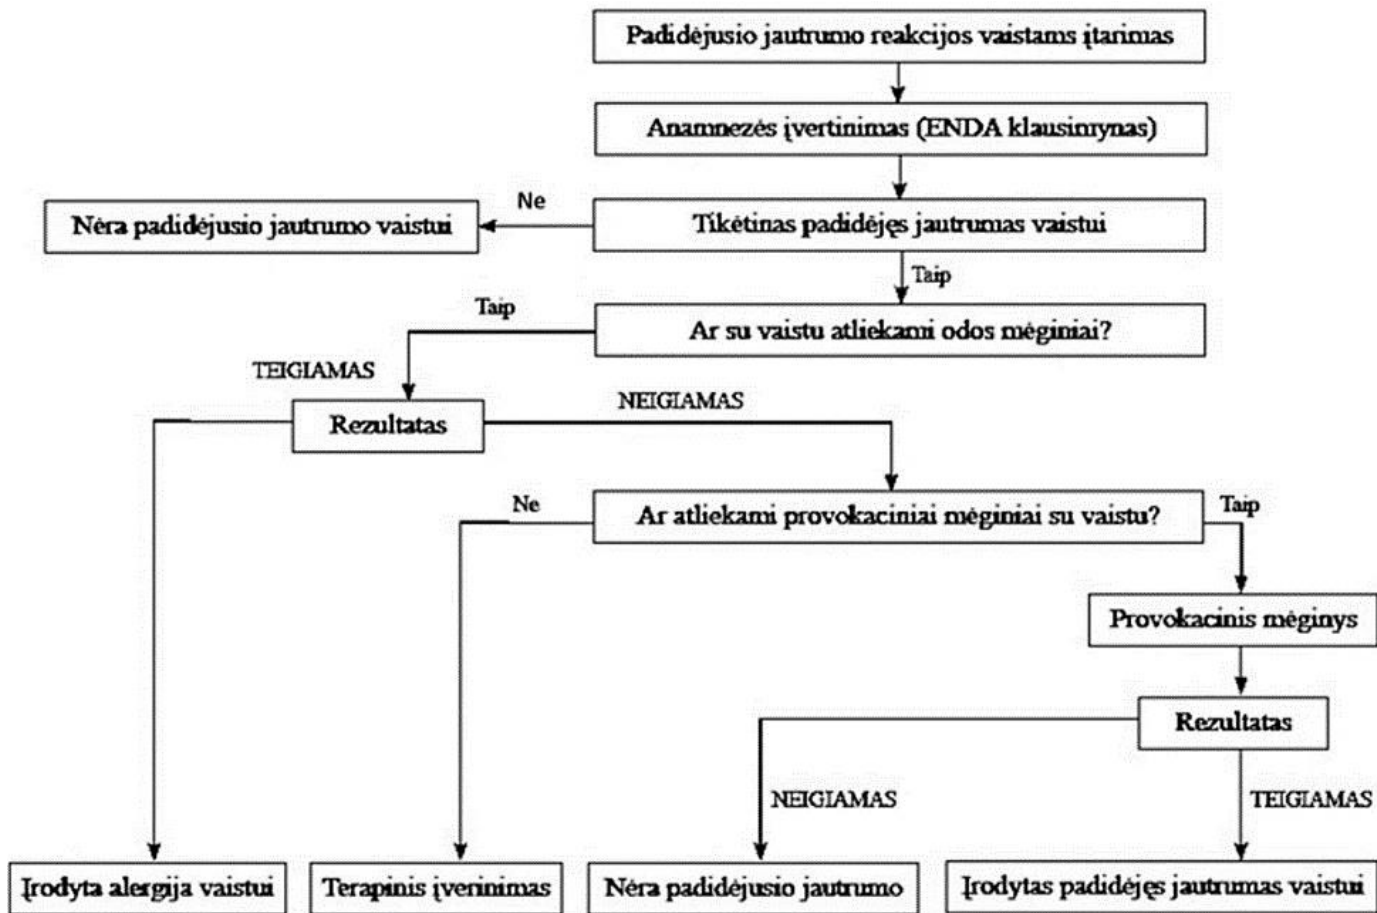 Padidėjusio jautrumo reakcijos vaistams įtarimas
Anamnezės įvertinimas (ENDA klausimynas)
Ne
Nėra padidėjusio jautrumo vaistui
Tikėtinas padidėjęs jautrumas vaistui
Taip
Taip
Ar su vaistu atliekami odos mėginiai?
TEIGIAMAS
NEIGIAMAS
Rezultatas
Ne
Ar atliekami provokaciniai mėginiai su vaistu?
Taip
Provokacinis mėginys
Rezultatas
NEIGIAMAS
TEIGIAMAS
Įrodyta alergija vaistui
Terapinis įverinimas
Nėra padidėjusio jautrumo
Įrodytas padidėjęs jautrumas vaistui